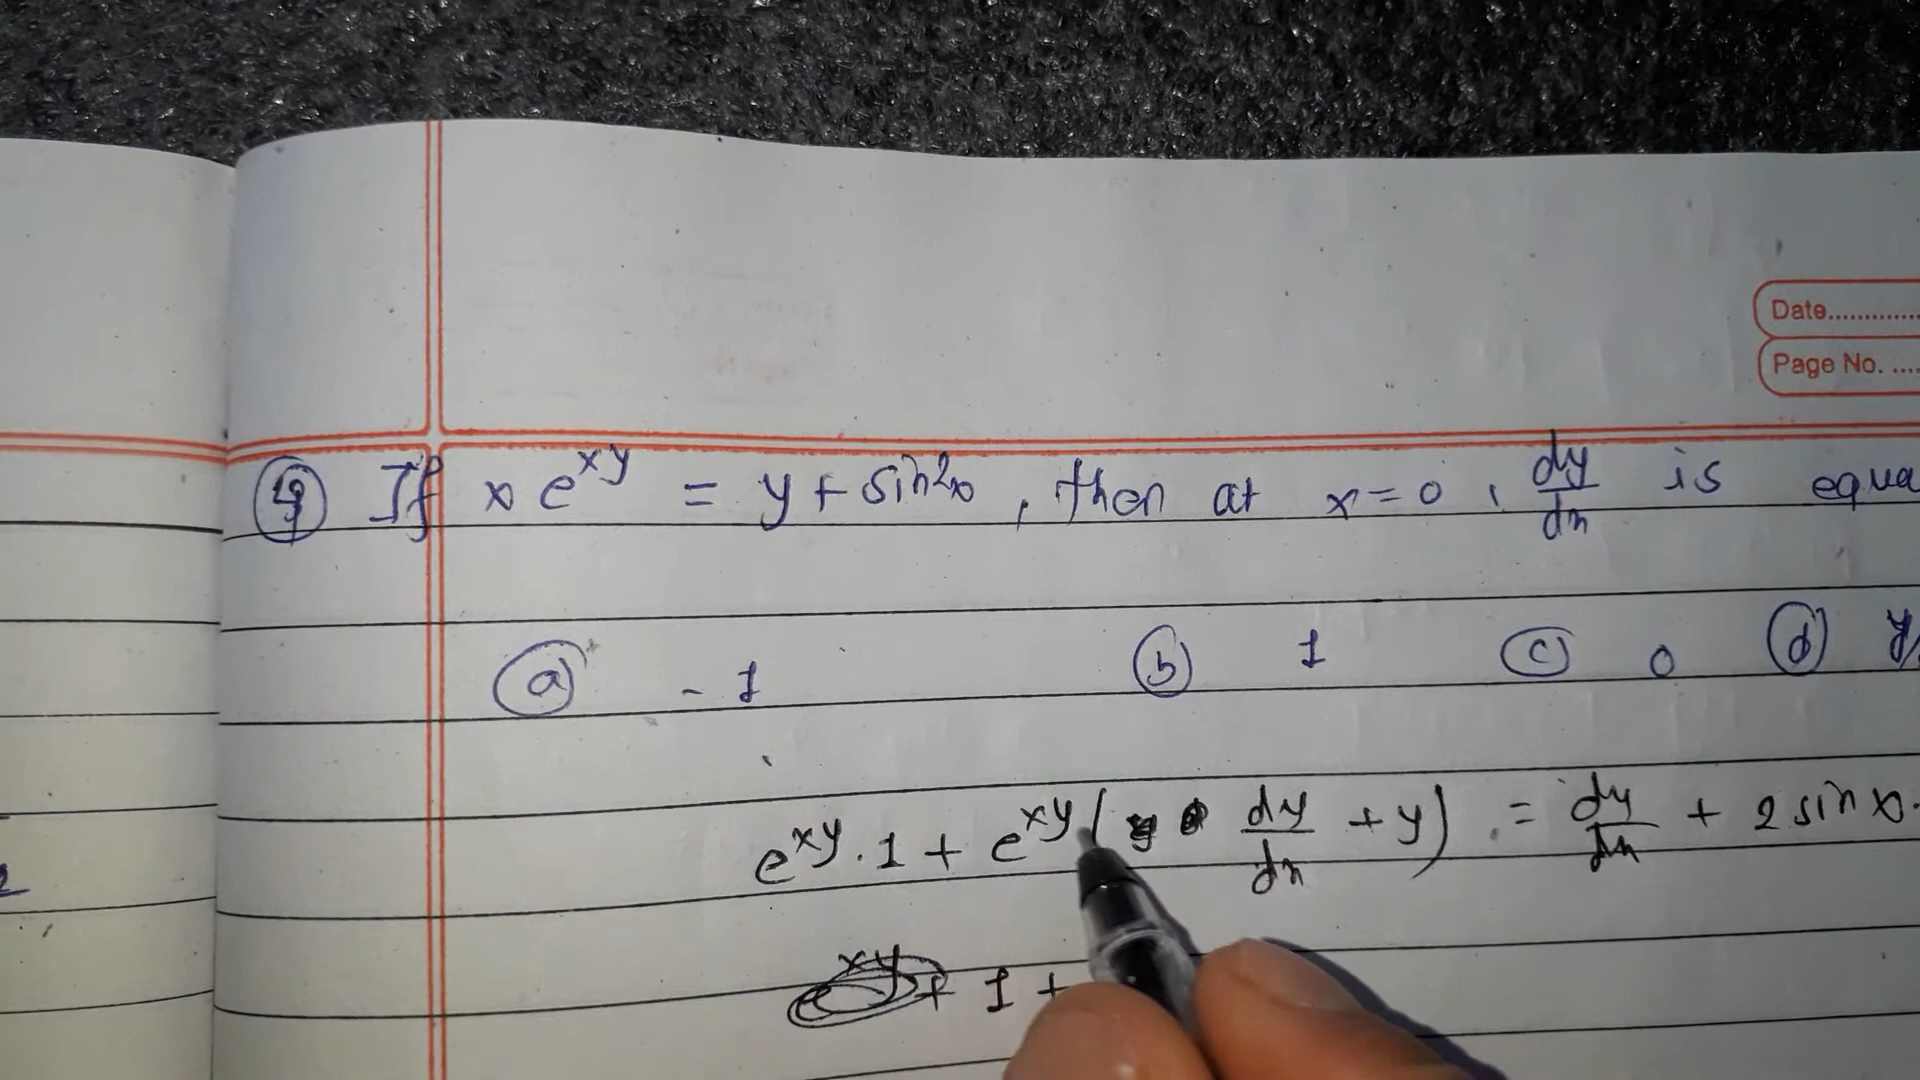 Date..............
Page No. ....
If x e^xy = y + sin²x, then at x=0, dy/dx is equa
(a) - 1 (b) 1 (c) 0 (d)
e^xy . 1 + e^xy ( dy/dx + y) = dy/dx + 2 sin x.
+ 1 +